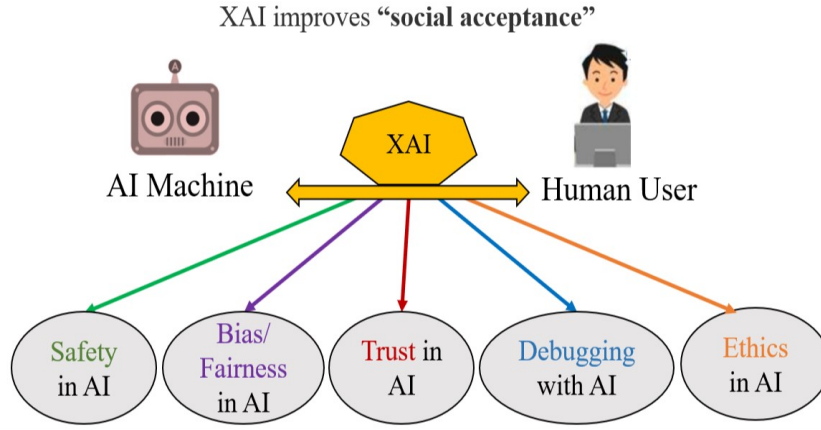 XAI improves “social acceptance”
A
XAI
AI Machine
Human User
Safety
in AI
Bias/
Fairness
in AI
Trust in
AI
Debugging
with AI
Ethics
in AI